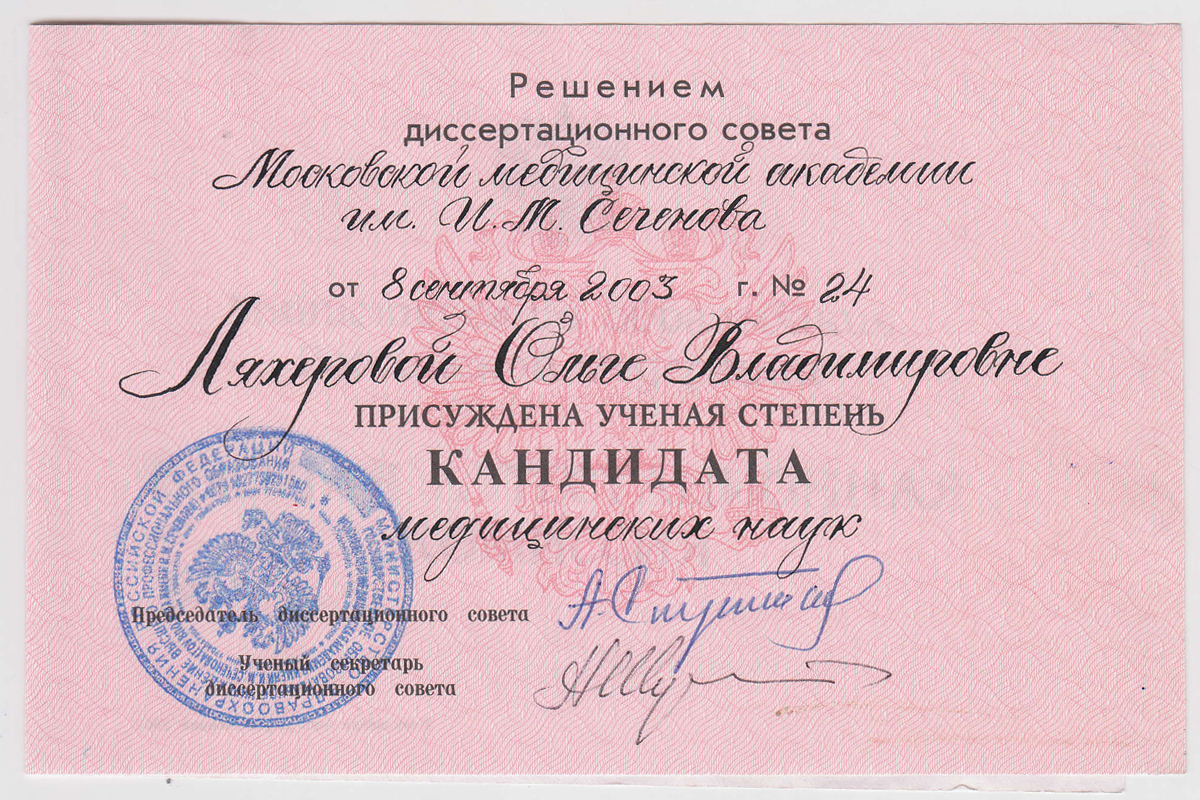 Решением
диссертационного совета
Московской медицинской академии
им. И.М. Сеченова
от 8 сентября 2003 г. № 24
Ляхеровой Ольге Владимировне
ПРИСУЖДЕНА УЧЕНАЯ СТЕПЕНЬ
КАНДИДАТА
медицинских наук
Председатель диссертационного совета
Ученый секретарь
диссертационного совета